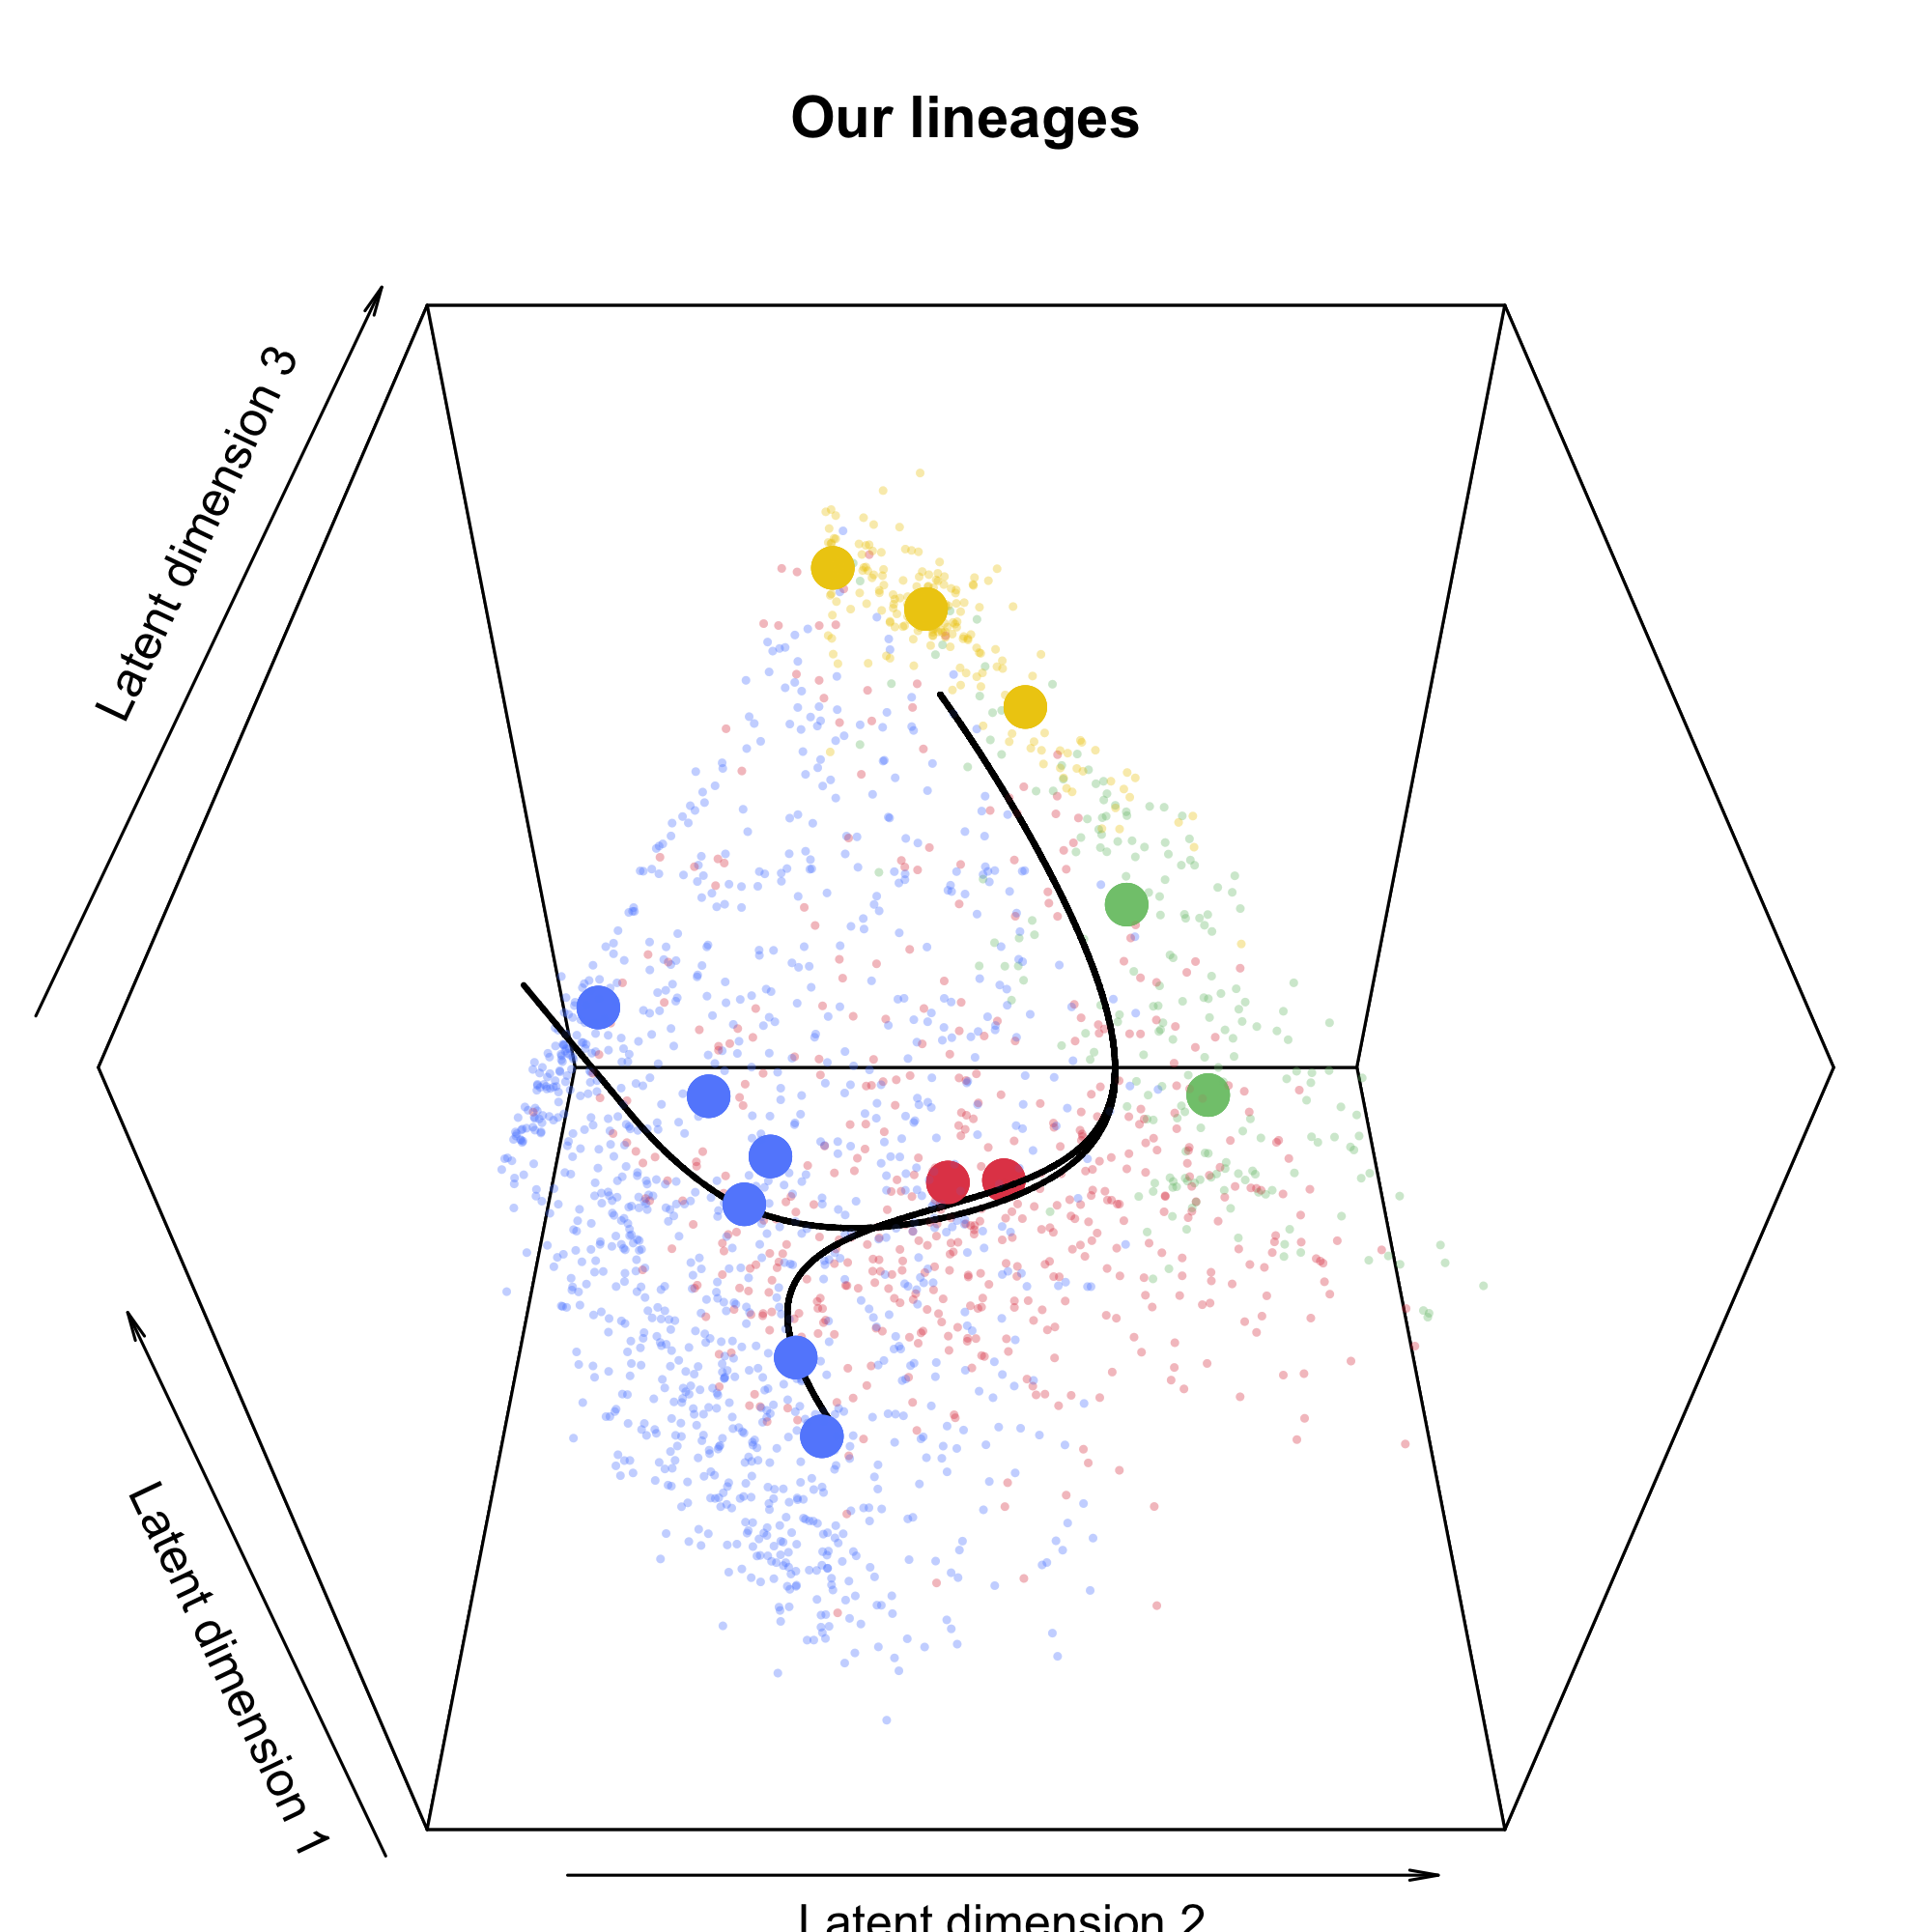 Our lineages
Latent dimension 3
Latent dimension 1
Latent dimension 2